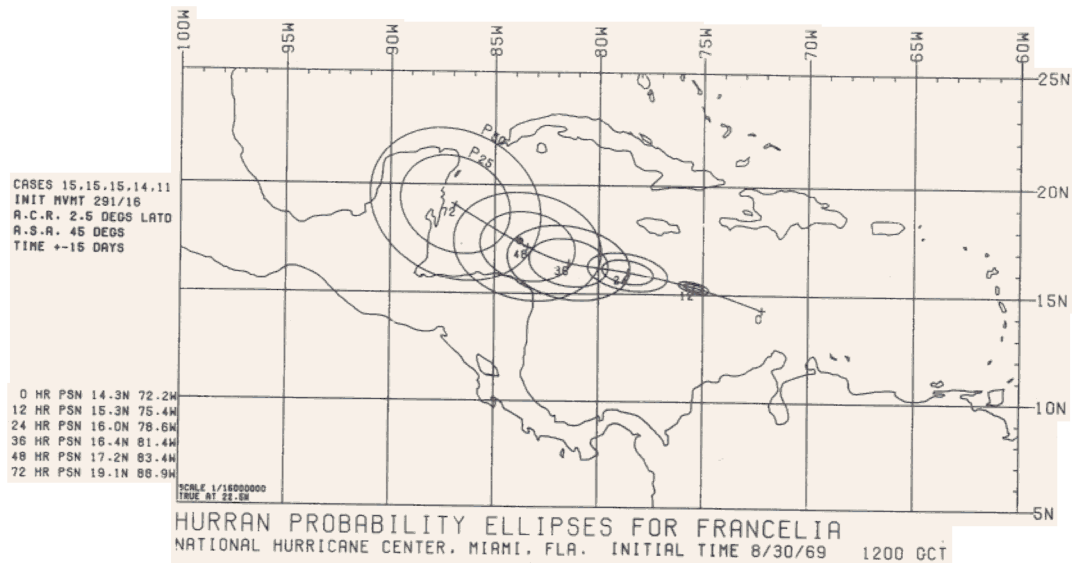 100W 95W 90W 85W 80W 75W 70W 65W 60W
25N
P50
P25
CASES 15,15,15,14,11
INIT MVMT 291/16
A.C.R. 2.5 DEGS LATD
A.S.A. 45 DEGS
TIME +-15 DAYS
20N
72
48
36
24
12
0
15N
10N
0 HR PSN 14.3N 72.2W
12 HR PSN 15.3N 75.4W
24 HR PSN 16.0N 78.6W
36 HR PSN 16.4N 81.4W
48 HR PSN 17.2N 83.4W
72 HR PSN 19.1N 86.9W
SCALE 1/16000000
TRUE AT 22.5N
5N
HURRAN PROBABILITY ELLIPSES FOR FRANCELIA
NATIONAL HURRICANE CENTER, MIAMI, FLA. INITIAL TIME 8/30/69 1200 GCT